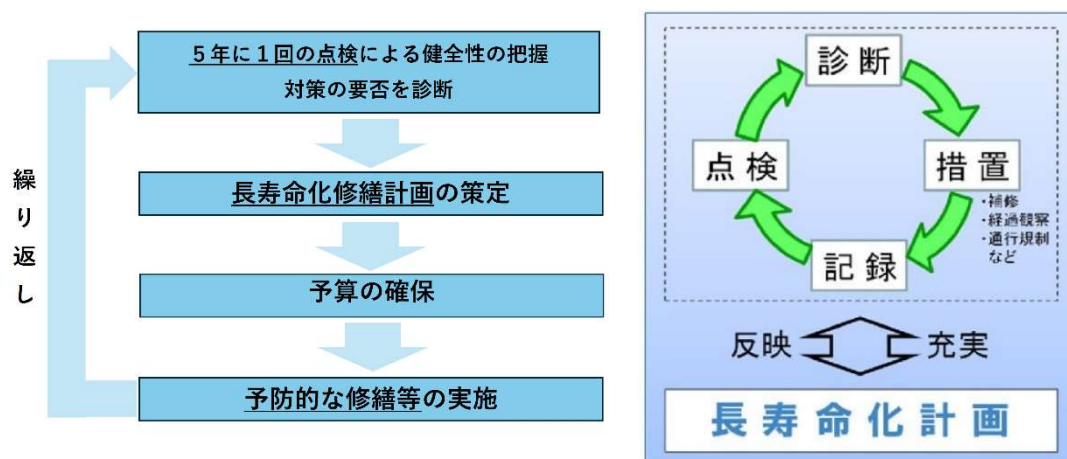 ５年に１回の点検による健全性の把握
対策の要否を診断
長寿命化修繕計画の策定
予算の確保
予防的な修繕等の実施
繰り返し
診断
点検
措置
・補修
・経過観察
・通行規制
など
記録
反映
充実
長寿命化計画